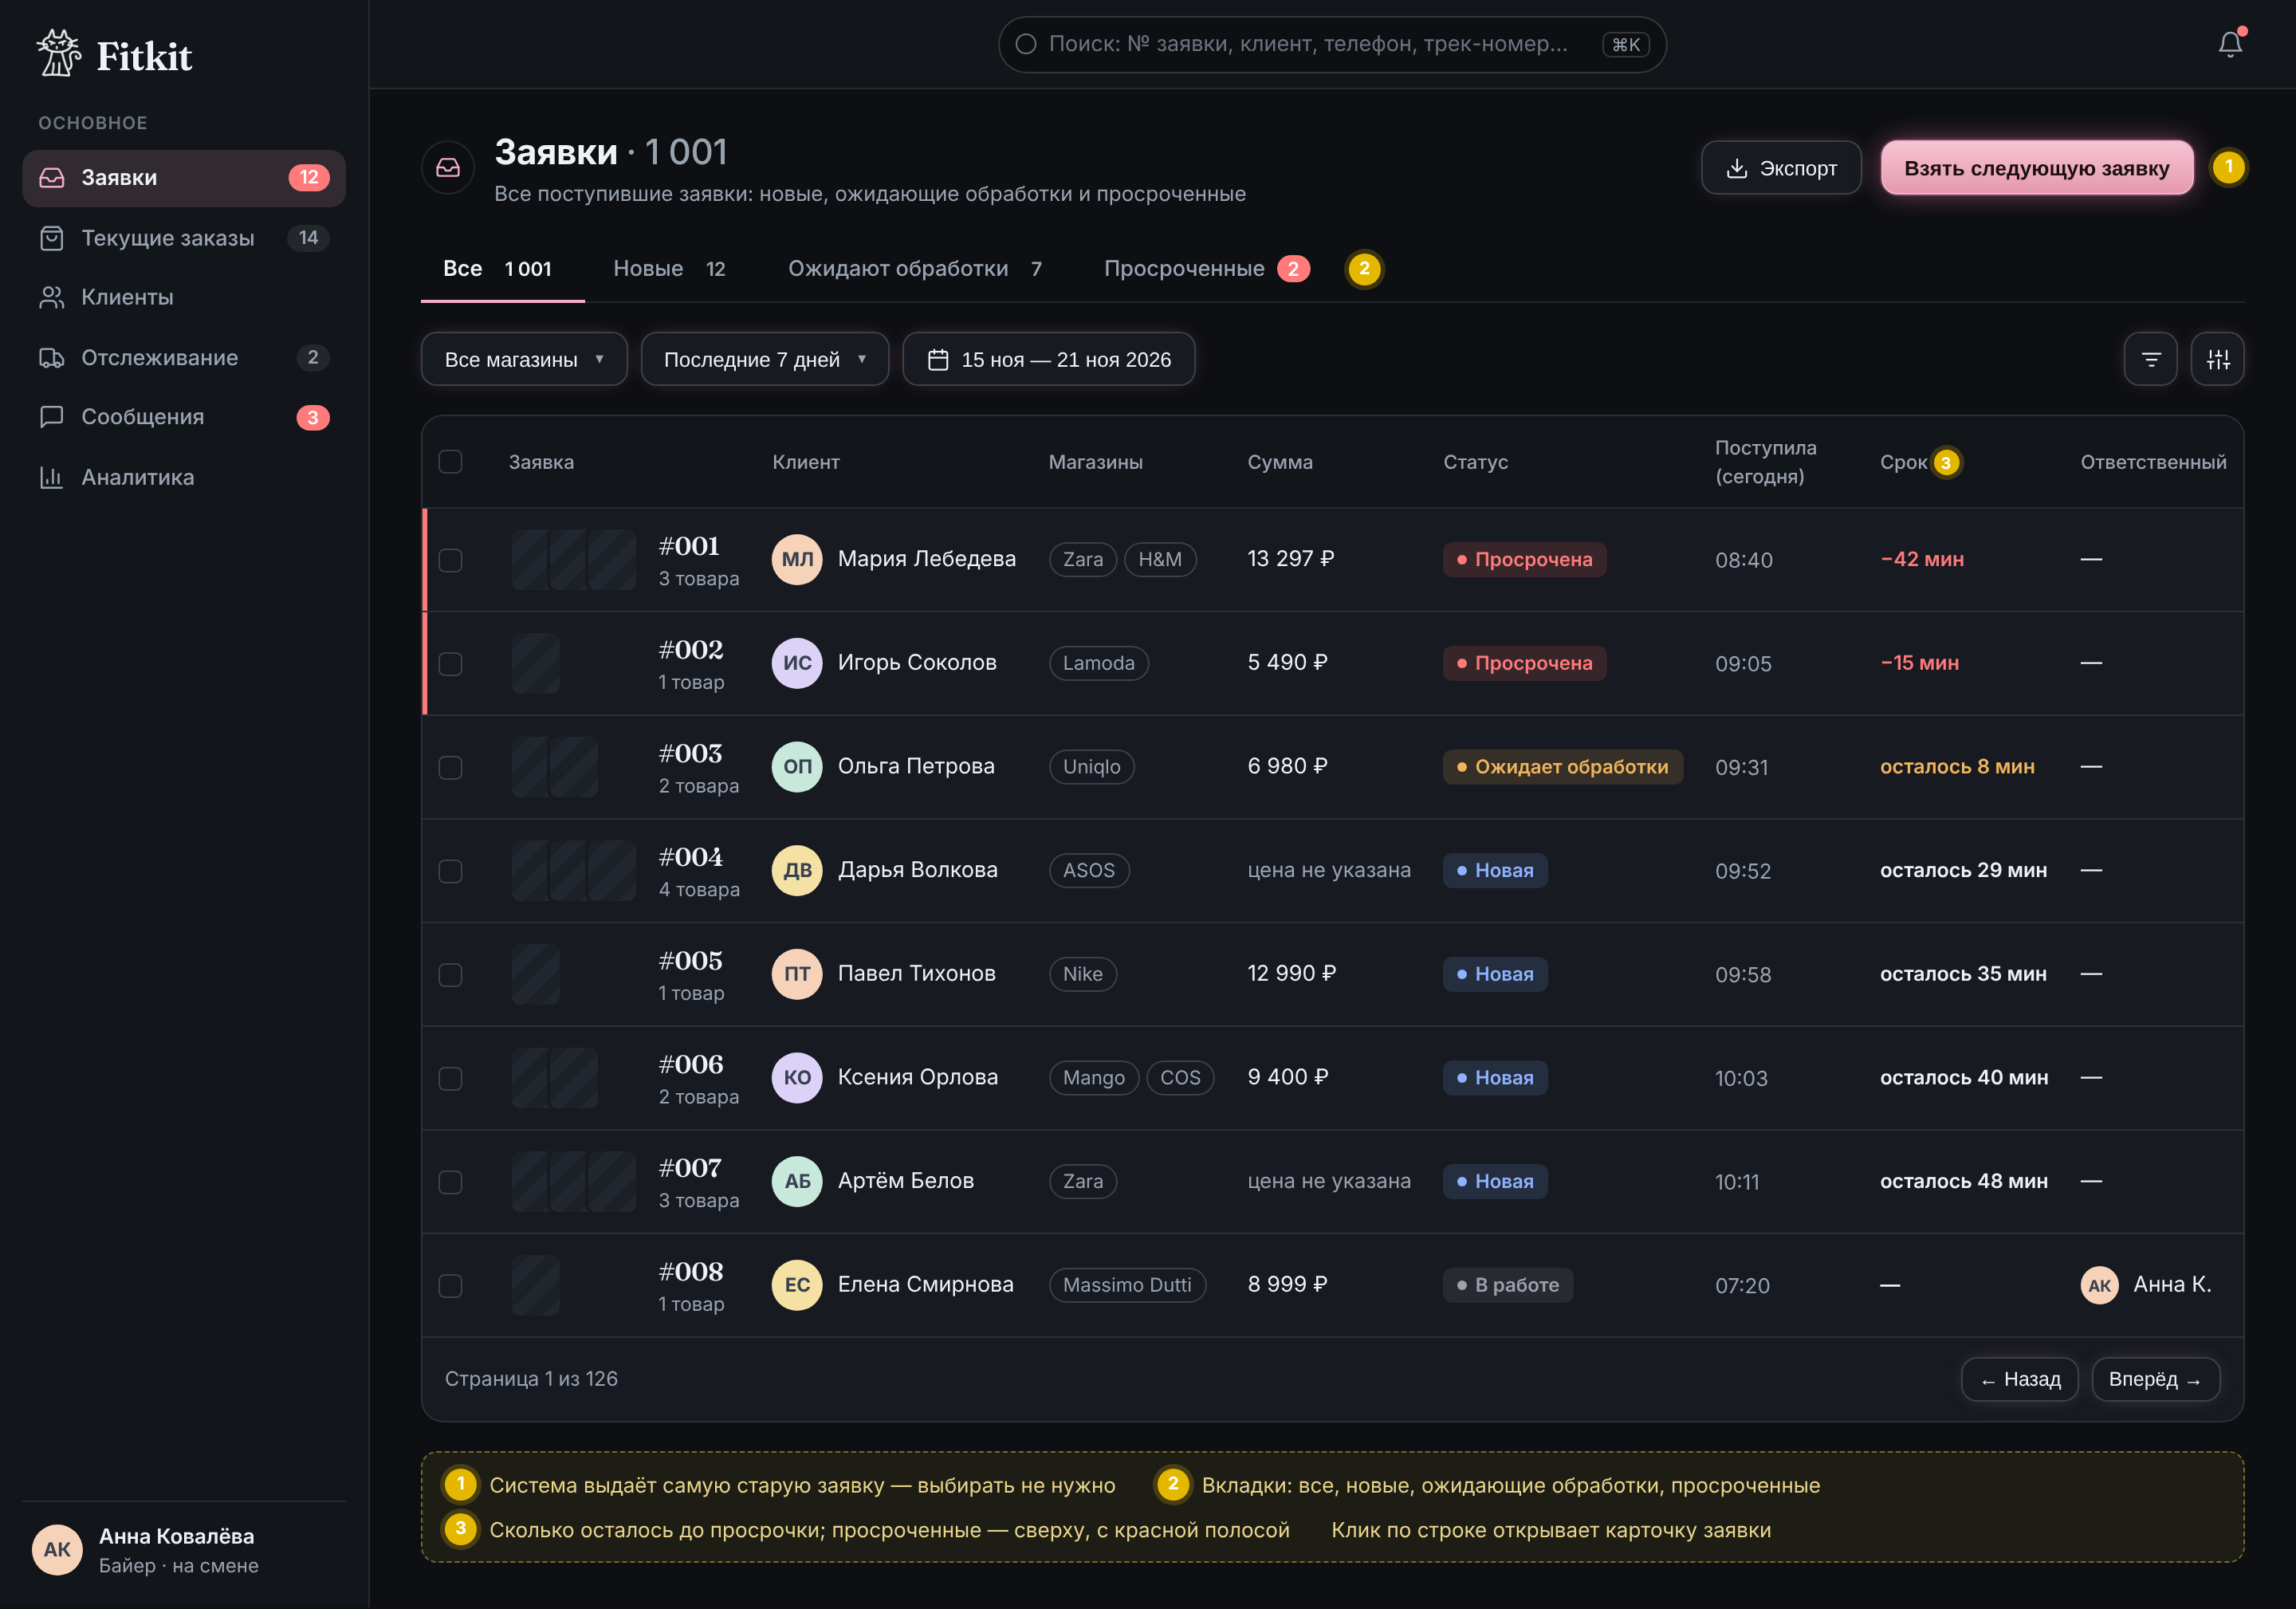 Fitkit
Поиск: № заявки, клиент, телефон, трек-номер... ⌘K
ОСНОВНОЕ
Заявки 12
Текущие заказы 14
Клиенты
Отслеживание 2
Сообщения 3
Аналитика
Заявки · 1 001
Все поступившие заявки: новые, ожидающие обработки и просроченные
Экспорт
Взять следующую заявку 1
Все 1 001 Новые 12 Ожидают обработки 7 Просроченные 2 2
Все магазины ▼ Последние 7 дней ▼ 15 ноя — 21 ноя 2026
Заявка Клиент Магазины Сумма Статус Поступила (сегодня) Срок 3 Ответственный
#001 МЛ Мария Лебедева Zara H&M 13 297 ₽ Просрочена 08:40 −42 мин —
3 товара
#002 ИС Игорь Соколов Lamoda 5 490 ₽ Просрочена 09:05 −15 мин —
1 товар
#003 ОП Ольга Петрова Uniqlo 6 980 ₽ Ожидает обработки 09:31 осталось 8 мин —
2 товара
#004 ДВ Дарья Волкова ASOS цена не указана Новая 09:52 осталось 29 мин —
4 товара
#005 ПТ Павел Тихонов Nike 12 990 ₽ Новая 09:58 осталось 35 мин —
1 товар
#006 КО Ксения Орлова Mango COS 9 400 ₽ Новая 10:03 осталось 40 мин —
2 товара
#007 АБ Артём Белов Zara цена не указана Новая 10:11 осталось 48 мин —
3 товара
#008 ЕС Елена Смирнова Massimo Dutti 8 999 ₽ В работе 07:20 — АК Анна К.
1 товар
Страница 1 из 126 ← Назад Вперёд →
1 Система выдаёт самую старую заявку — выбирать не нужно 2 Вкладки: все, новые, ожидающие обработки, просроченные
3 Сколько осталось до просрочки; просроченные — сверху, с красной полосой Клик по строке открывает карточку заявки
АК Анна Ковалёва
Байер · на смене